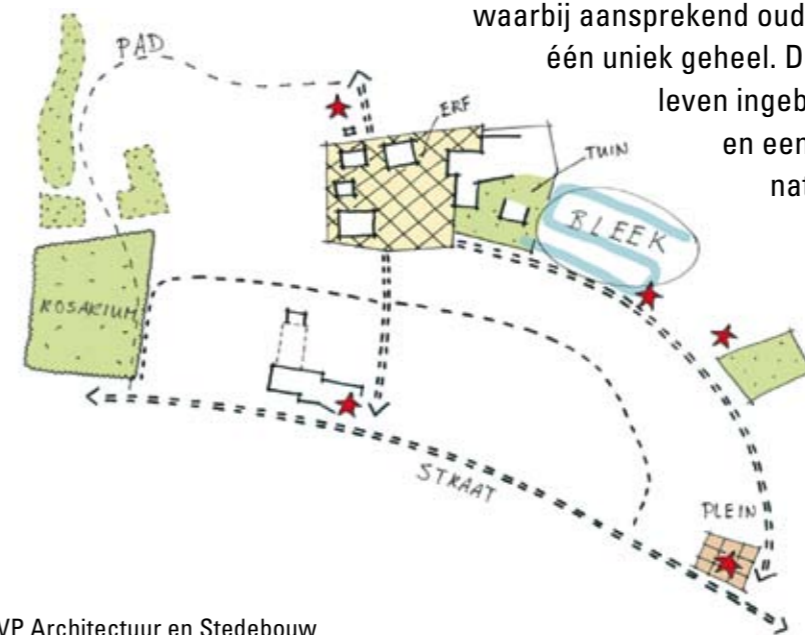 waarbij aansprekend oud
één uniek geheel. D
leven ingeb
en een
nat
PAD
ERF
TUIN
BLEEK
ROSARIUM
STRAAT
PLEIN
VP Architectuur en Stedebouw